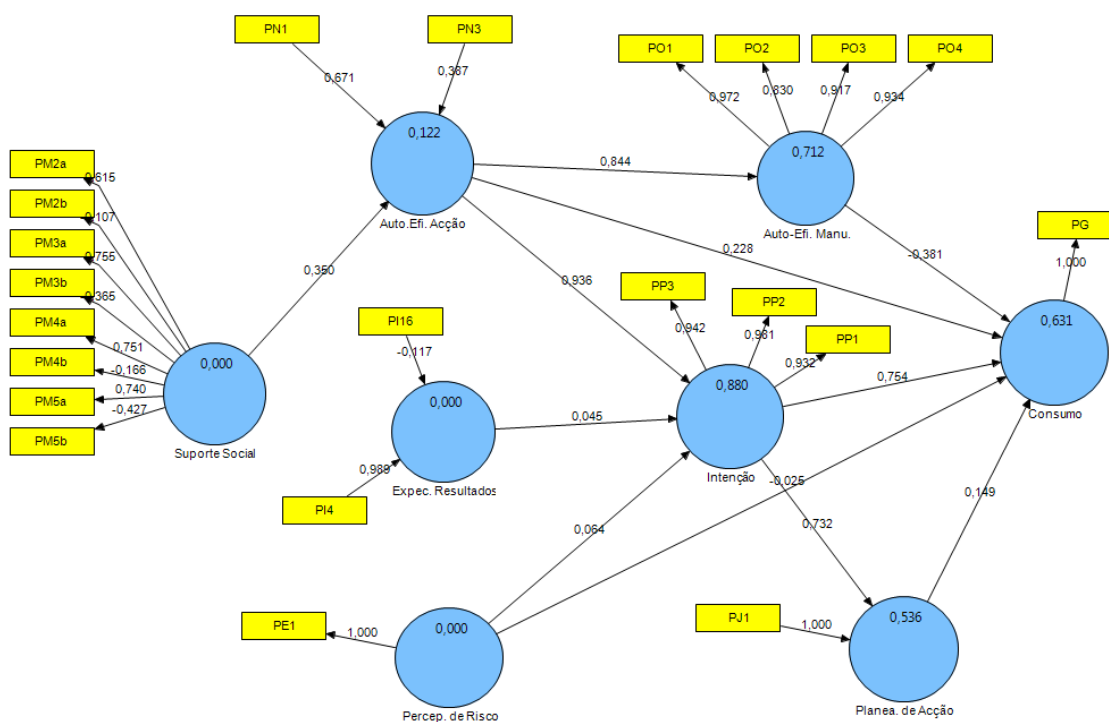 PN1
PN3
PO1
PO2
PO3
PO4
0,671
0,387
0,972
0,830
0,917
0,934
0,122
0,712
Auto.Efi. Acção
Auto-Efi. Manu.
0,844
PM2a
PM2b
PM3a
PM3b
PM4a
PM4b
PM5a
PM5b
0,615
-0,107
0,755
-0,365
0,751
-0,166
0,740
-0,427
0,000
Suporte Social
0,350
0,936
0,228
-0,381
PG
1,000
0,631
Consumo
PP3
PP2
PP1
0,942
0,932
0,880
Intenção
0,754
PI16
-0,117
0,000
0,989
PI4
Expec. Resultados
0,045
-0,025
0,064
0,732
0,149
PE1
1,000
0,000
Percep. de Risco
PJ1
1,000
0,536
Planea. de Acção